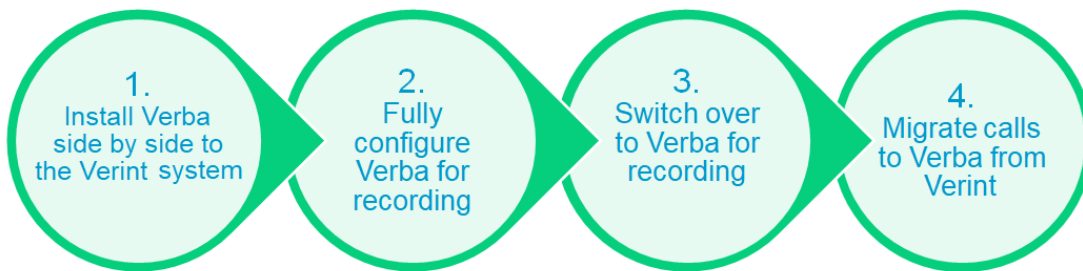 1.
Install Verba
side by side to
the Verint system
2.
Fully
configure
Verba for
recording
3.
Switch over
to Verba for
recording
4.
Migrate calls
to Verba from
Verint